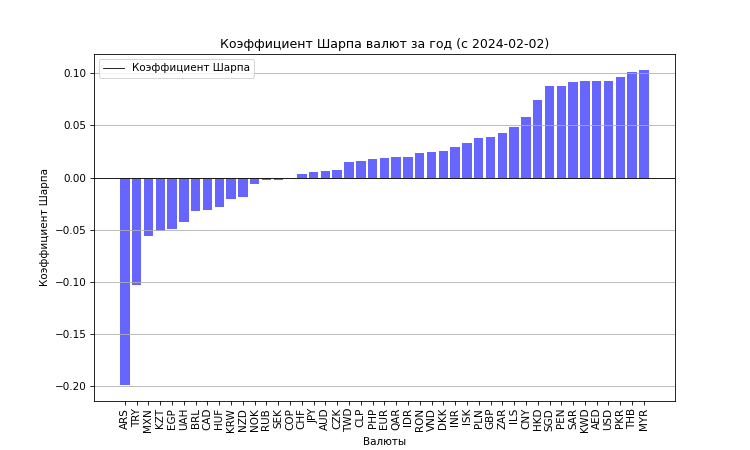 Коэффициент Шарпа валют за год (с 2024-02-02)
Коэффициент Шарпа
0.10
0.05
0.00
−0.05
−0.10
−0.15
−0.20
Коэффициент Шарпа
ARS TRY MXN KZT EGP UAH BRL CAD HUF KRW NZD NOK RUB SEK COP CHF JPY AUD CZK TWD CLP PHP EUR QAR IDR RON VND DKK INR ISK PLN GBP ZAR ILS CNY HKD SGD PEN SAR KWD AED USD PKR THB MYR
Валюты